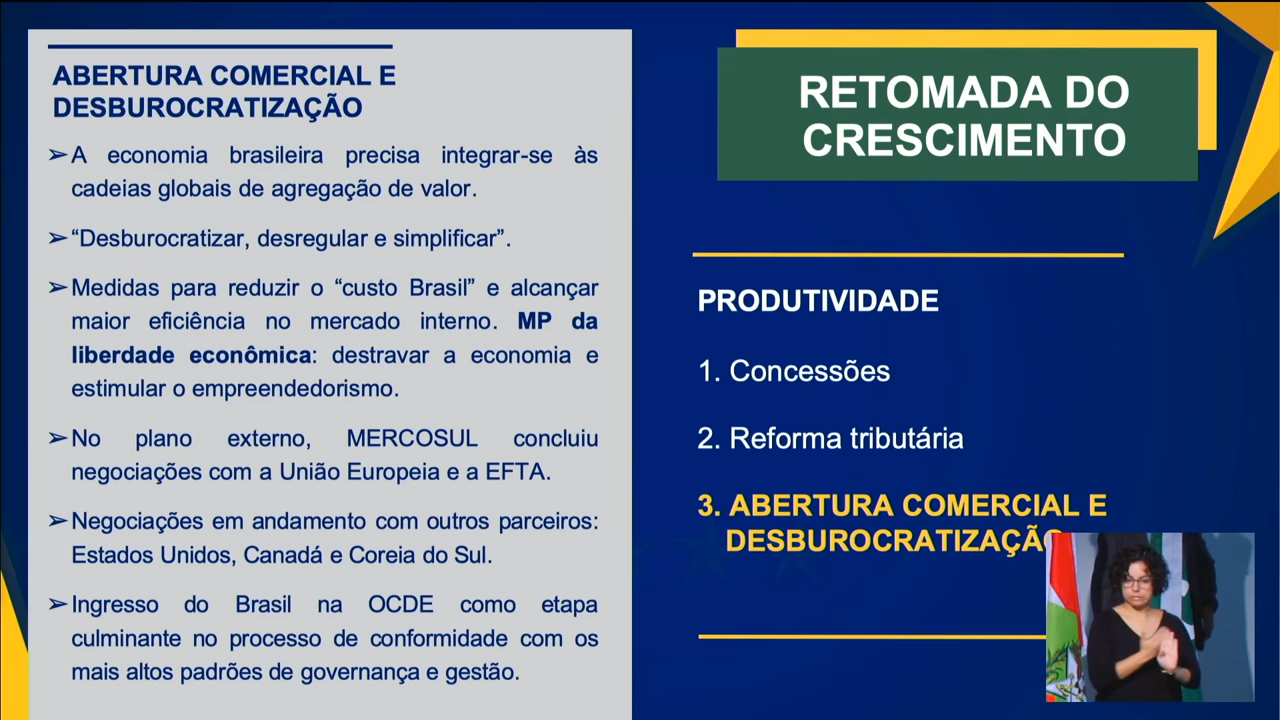 ABERTURA COMERCIAL E
DESBUROCRATIZAÇÃO
➢A economia brasileira precisa integrar-se às
cadeias globais de agregação de valor.
➢“Desburocratizar, desregular e simplificar”.
➢Medidas para reduzir o “custo Brasil” e alcançar
maior eficiência no mercado interno. MP da
liberdade econômica: destravar a economia e
estimular o empreendedorismo.
➢No plano externo, MERCOSUL concluiu
negociações com a União Europeia e a EFTA.
➢Negociações em andamento com outros parceiros:
Estados Unidos, Canadá e Coreia do Sul.
➢Ingresso do Brasil na OCDE como etapa
culminante no processo de conformidade com os
mais altos padrões de governança e gestão.
RETOMADA DO
CRESCIMENTO
PRODUTIVIDADE
1. Concessões
2. Reforma tributária
3. ABERTURA COMERCIAL E
DESBUROCRATIZAÇÃO